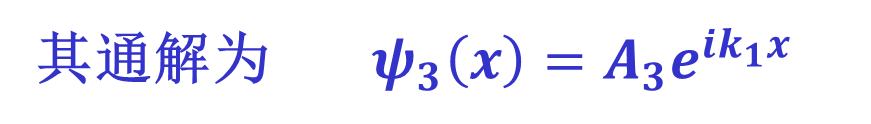 其通解为 ψ₃(x) = A₃e^{ik₁x}